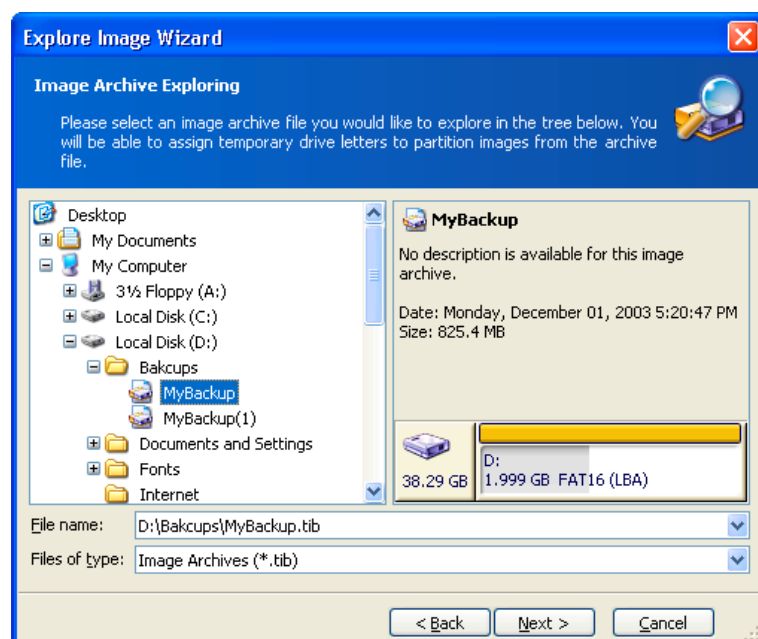 Explore Image Wizard
Image Archive Exploring
Please select an image archive file you would like to explore in the tree below. You
will be able to assign temporary drive letters to partition images from the archive
file.
Desktop
My Documents
My Computer
3½ Floppy (A:)
Local Disk (C:)
Local Disk (D:)
Bakcups
MyBackup
MyBackup(1)
Documents and Settings
Fonts
Internet
MyBackup
No description is available for this image
archive.
Date: Monday, December 01, 2003 5:20:47 PM
Size: 825.4 MB
38.29 GB
D:
1.999 GB FAT16 (LBA)
File name: D:\Bakcups\MyBackup.tib
Files of type: Image Archives (*.tib)
< Back Next > Cancel